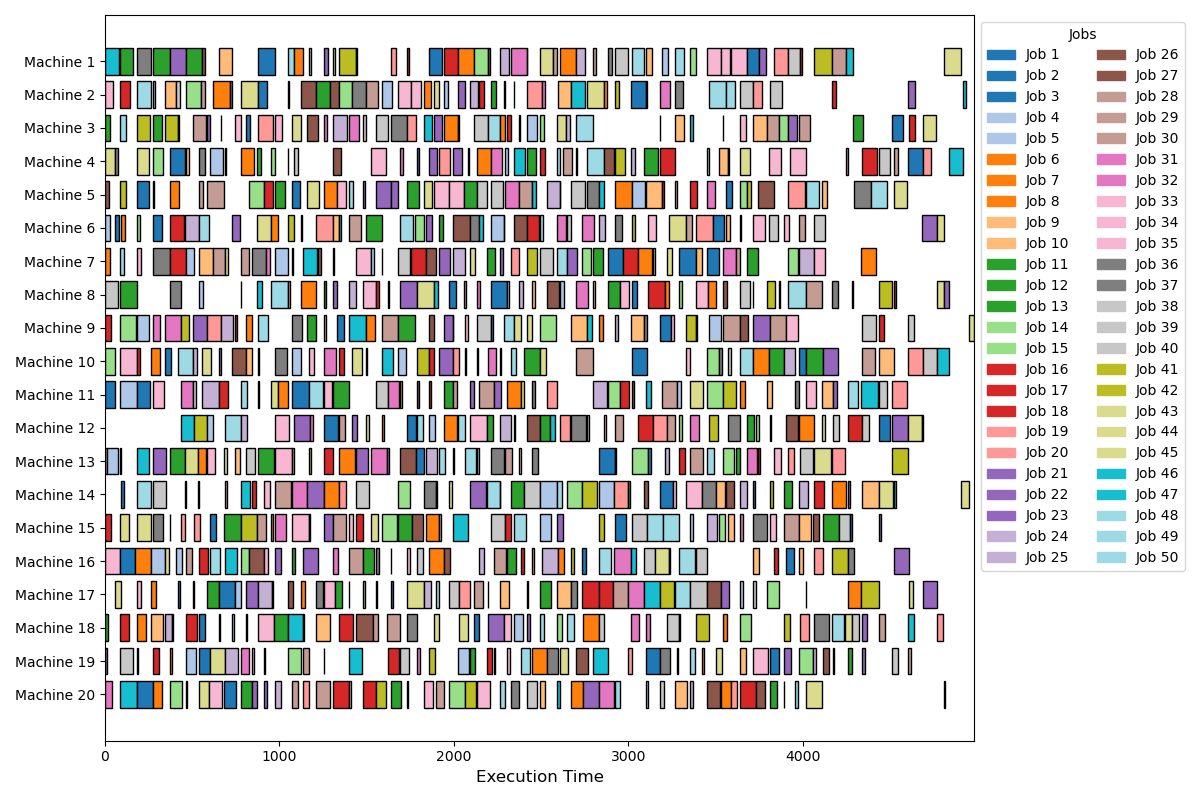 Machine 1
Machine 2
Machine 3
Machine 4
Machine 5
Machine 6
Machine 7
Machine 8
Machine 9
Machine 10
Machine 11
Machine 12
Machine 13
Machine 14
Machine 15
Machine 16
Machine 17
Machine 18
Machine 19
Machine 20
0 1000 2000 3000 4000
Execution Time
Jobs
Job 1 Job 26
Job 2 Job 27
Job 3 Job 28
Job 4 Job 29
Job 5 Job 30
Job 6 Job 31
Job 7 Job 32
Job 8 Job 33
Job 9 Job 34
Job 10 Job 35
Job 11 Job 36
Job 12 Job 37
Job 13 Job 38
Job 14 Job 39
Job 15 Job 40
Job 16 Job 41
Job 17 Job 42
Job 18 Job 43
Job 19 Job 44
Job 20 Job 45
Job 21 Job 46
Job 22 Job 47
Job 23 Job 48
Job 24 Job 49
Job 25 Job 50